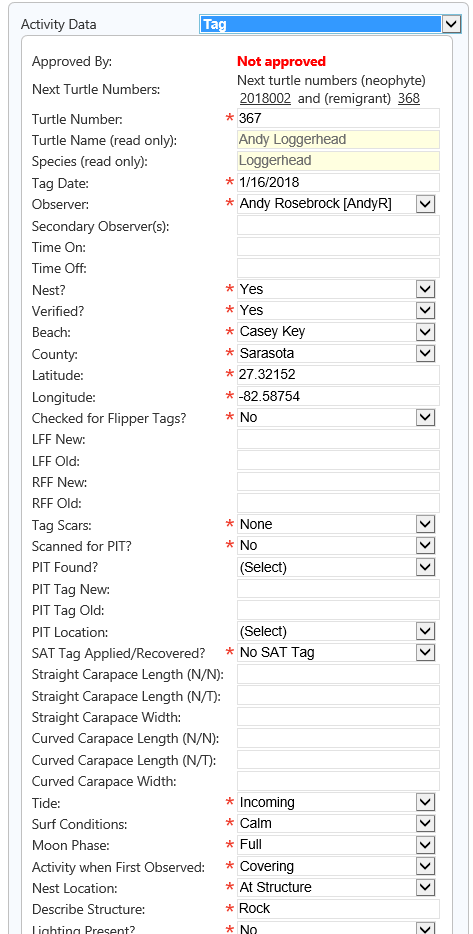 Activity Data Tag
Approved By: Not approved
Next Turtle Numbers: Next turtle numbers (neophyte)
2018002 and (remigrant) 368
Turtle Number: * 367
Turtle Name (read only): Andy Loggerhead
Species (read only): Loggerhead
Tag Date: * 1/16/2018
Observer: * Andy Rosebrock [AndyR]
Secondary Observer(s):
Time On:
Time Off:
Nest? * Yes
Verified? * Yes
Beach: * Casey Key
County: * Sarasota
Latitude: * 27.32152
Longitude: * -82.58754
Checked for Flipper Tags? * No
LFF New:
LFF Old:
RFF New:
RFF Old:
Tag Scars: * None
Scanned for PIT? * No
PIT Found? (Select)
PIT Tag New:
PIT Tag Old:
PIT Location: (Select)
SAT Tag Applied/Recovered? * No SAT Tag
Straight Carapace Length (N/N):
Straight Carapace Length (N/T):
Straight Carapace Width:
Curved Carapace Length (N/N):
Curved Carapace Length (N/T):
Curved Carapace Width:
Tide: * Incoming
Surf Conditions: * Calm
Moon Phase: * Full
Activity when First Observed: * Covering
Nest Location: * At Structure
Describe Structure: * Rock
Lighting Present? * No